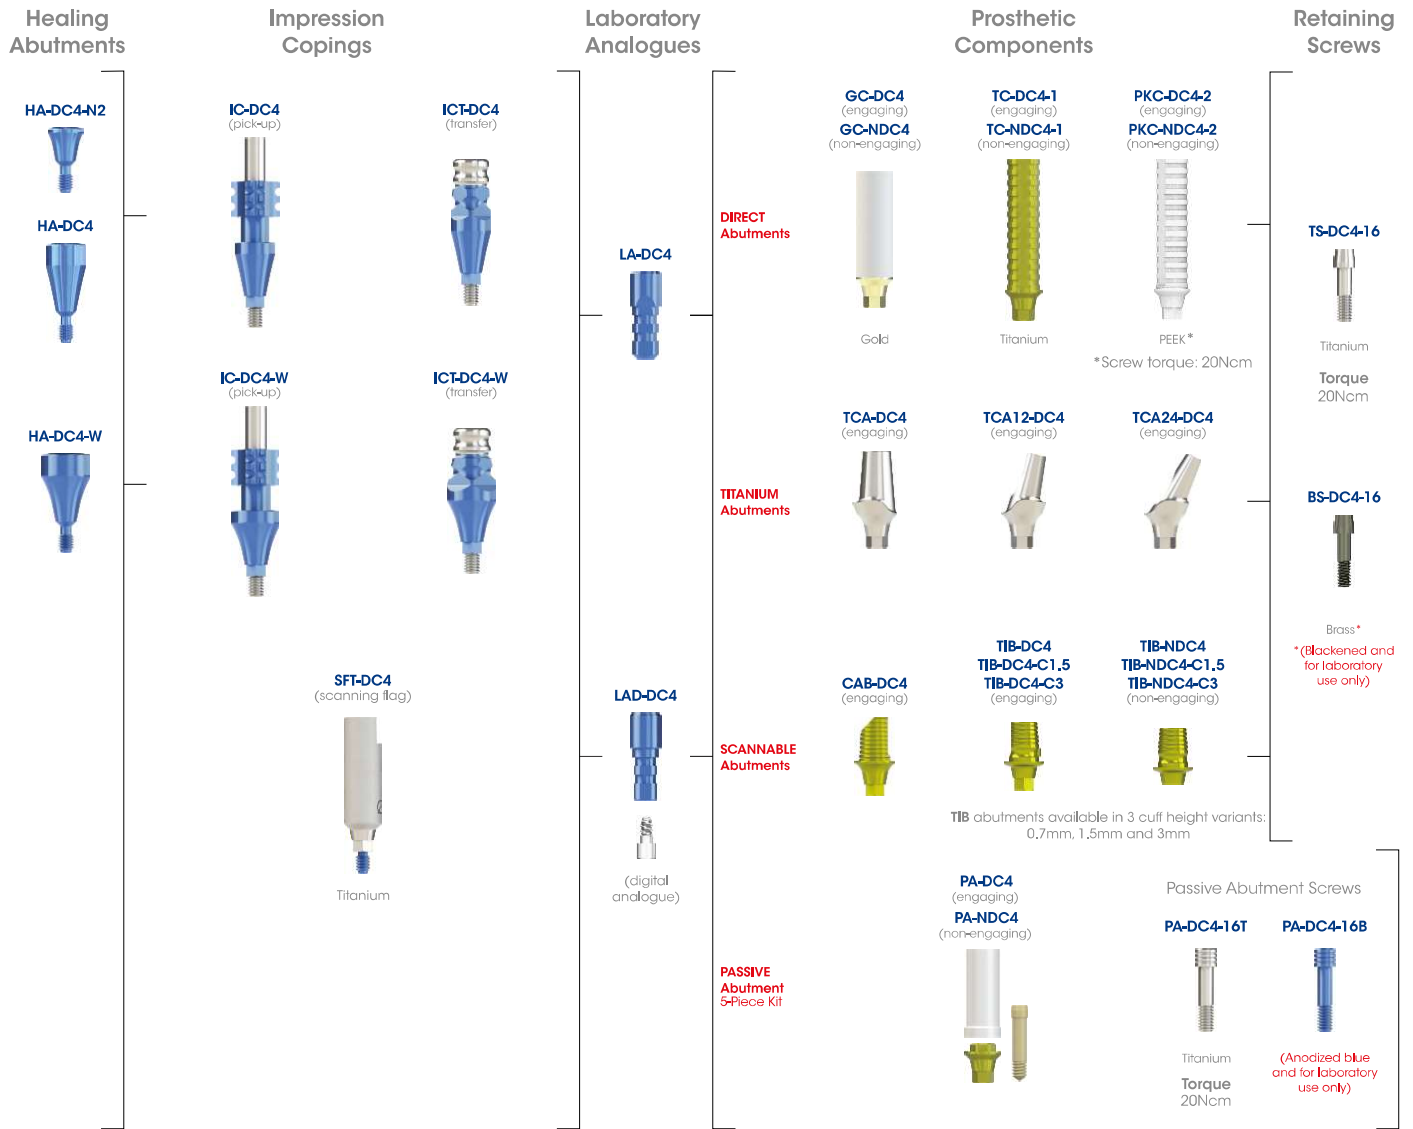 Healing
Abutments
Impression
Copings
Laboratory
Analogues
Prosthetic
Components
Retaining
Screws
HA-DC4-N2
HA-DC4
HA-DC4-W
IC-DC4
(pick-up)
ICT-DC4
(transfer)
IC-DC4-W
(pick-up)
ICT-DC4-W
(transfer)
SFT-DC4
(scanning flag)
Titanium
LA-DC4
LAD-DC4
(digital
analogue)
DIRECT
Abutments
GC-DC4
(engaging)
GC-NDC4
(non-engaging)
Gold
TC-DC4-1
(engaging)
TC-NDC4-1
(non-engaging)
Titanium
PKC-DC4-2
(engaging)
PKC-NDC4-2
(non-engaging)
PEEK*
*Screw torque: 20Ncm
TITANIUM
Abutments
TCA-DC4
(engaging)
TCA12-DC4
(engaging)
TCA24-DC4
(engaging)
SCANNABLE
Abutments
CAB-DC4
(engaging)
TIB-DC4
TIB-DC4-C1.5
TIB-DC4-C3
(engaging)
TIB-NDC4
TIB-NDC4-C1.5
TIB-NDC4-C3
(non-engaging)
TIB abutments available in 3 cuff height variants:
0.7mm, 1.5mm and 3mm
TS-DC4-16
Titanium
Torque
20Ncm
BS-DC4-16
Brass*
*(Blackened and
for laboratory
use only)
PASSIVE
Abutment
5-Piece Kit
PA-DC4
(engaging)
PA-NDC4
(non-engaging)
Passive Abutment Screws
PA-DC4-16T
Titanium
Torque
20Ncm
PA-DC4-16B
(Anodized blue
and for laboratory
use only)